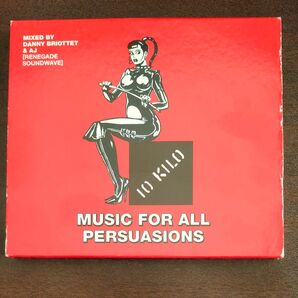 MIXED BY
DANNY BRIOTTET
& AJ
[RENEGADE
SOUNDWAVE]
10 KILO
MUSIC FOR ALL
PERSUASIONS